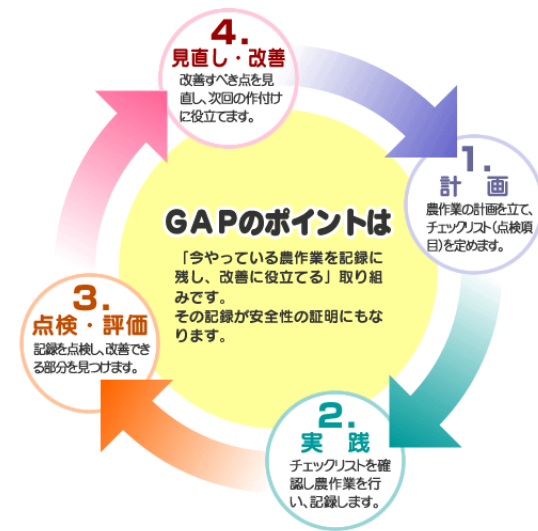 4.
見直し・改善
改善すべき点を見
直し、次回の作付け
に役立てます。
1.
計 画
農作業の計画を立て、
チェックリスト(点検項
目)を定めます。
GAPのポイントは
「今やっている農作業を記録に
残し、改善に役立てる」取り組
みです。
その記録が安全性の証明にもな
ります。
3.
点検・評価
記録を点検し、改善でき
る部分を見つけます。
2.
実 践
チェックリストを確
認し農作業を行
い、記録します。